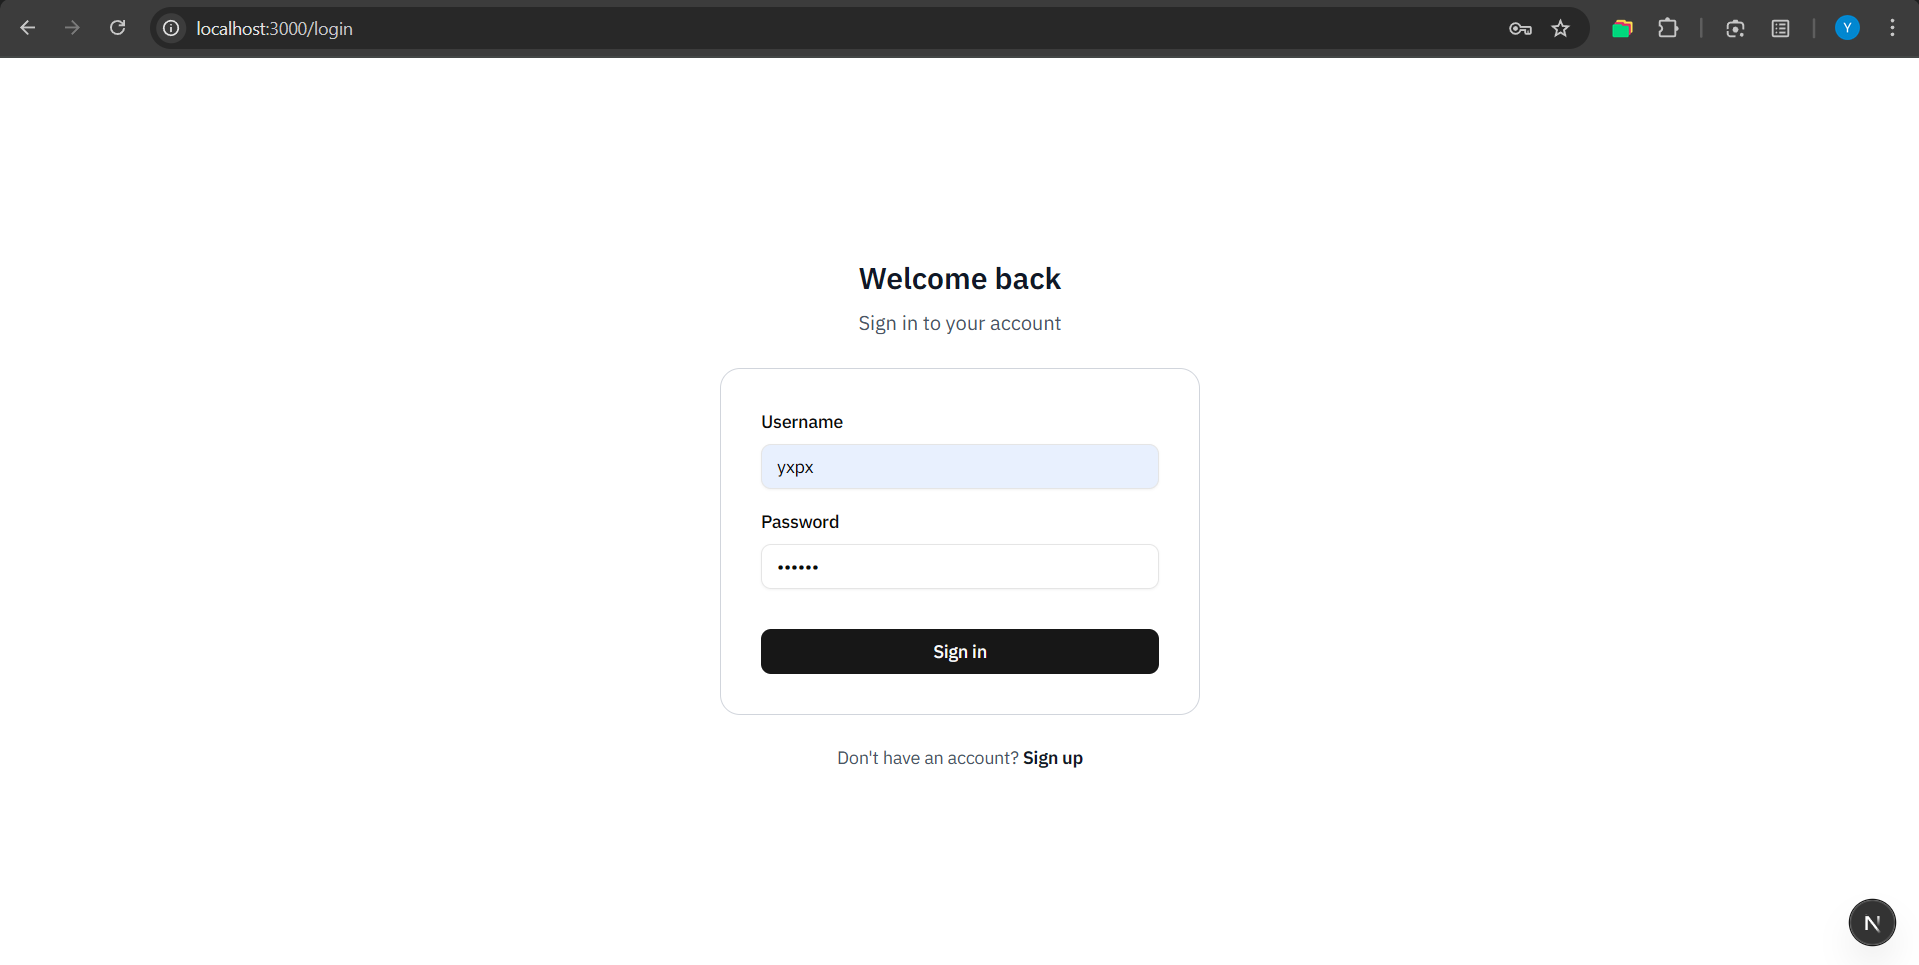 localhost:3000/login
Y
Welcome back
Sign in to your account
Username
yxpx
Password
••••••
Sign in
Don't have an account? Sign up
N